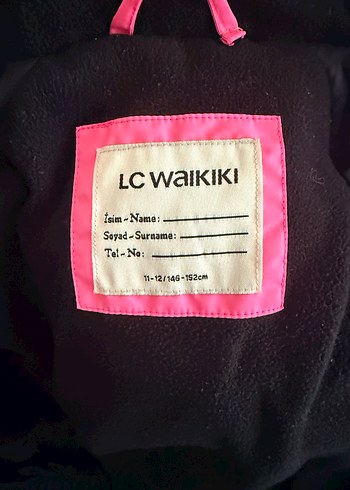 LC WAIKIKI
İsim-Name:
Soyad-Surname:
Tel-No:
11-12/146-152cm